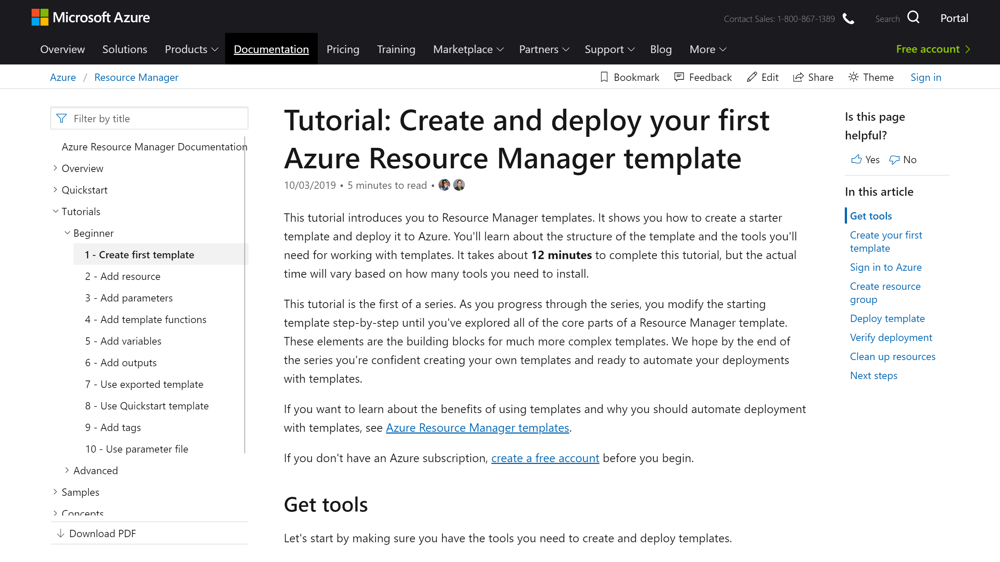 Microsoft Azure
Contact Sales: 1-800-867-1389
Search
Portal
Overview Solutions Products Documentation Pricing Training Marketplace Partners Support Blog More Free account
Azure / Resource Manager
Bookmark Feedback Edit Share Theme Sign in
Filter by title
Azure Resource Manager Documentation
Overview
Quickstart
Tutorials
Beginner
1 - Create first template
2 - Add resource
3 - Add parameters
4 - Add template functions
5 - Add variables
6 - Add outputs
7 - Use exported template
8 - Use Quickstart template
9 - Add tags
10 - Use parameter file
Advanced
Samples
Concepts
Download PDF
Tutorial: Create and deploy your first
Azure Resource Manager template
10/03/2019 • 5 minutes to read •
This tutorial introduces you to Resource Manager templates. It shows you how to create a starter
template and deploy it to Azure. You'll learn about the structure of the template and the tools you'll
need for working with templates. It takes about 12 minutes to complete this tutorial, but the actual
time will vary based on how many tools you need to install.
This tutorial is the first of a series. As you progress through the series, you modify the starting
template step-by-step until you've explored all of the core parts of a Resource Manager template.
These elements are the building blocks for much more complex templates. We hope by the end of
the series you're confident creating your own templates and ready to automate your deployments
with templates.
If you want to learn about the benefits of using templates and why you should automate deployment
with templates, see Azure Resource Manager templates.
If you don't have an Azure subscription, create a free account before you begin.
Get tools
Let's start by making sure you have the tools you need to create and deploy templates.
Is this page
helpful?
Yes No
In this article
Get tools
Create your first
template
Sign in to Azure
Create resource
group
Deploy template
Verify deployment
Clean up resources
Next steps